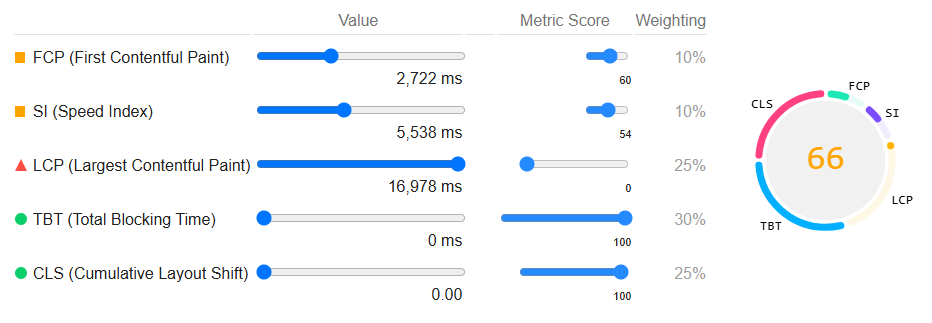 Value Metric Score Weighting
FCP (First Contentful Paint) 10%
2,722 ms 60
SI (Speed Index) 10%
5,538 ms 54
LCP (Largest Contentful Paint) 25%
16,978 ms 0
TBT (Total Blocking Time) 30%
0 ms 100
CLS (Cumulative Layout Shift) 25%
0.00 100
FCP
CLS
SI
66
LCP
TBT